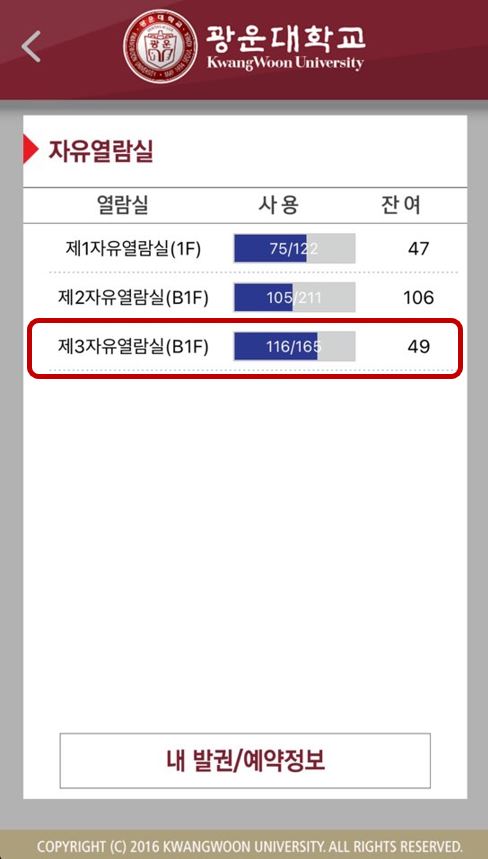 광운대학교
KwangWoon University
자유열람실
열람실 사용 잔여
제1자유열람실(1F) 75/122 47
제2자유열람실(B1F) 105/211 106
제3자유열람실(B1F) 116/165 49
내 발권/예약정보
COPYRIGHT (C) 2016 KWANGWOON UNIVERSITY. ALL RIGHTS RESERVED.